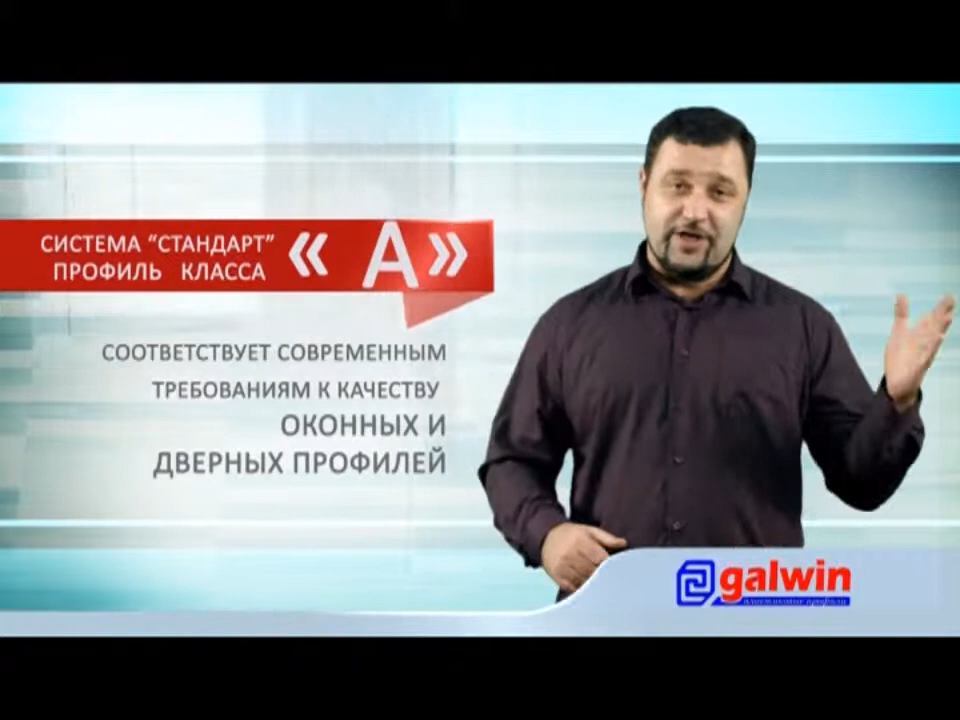 СИСТЕМА “СТАНДАРТ”
ПРОФИЛЬ КЛАССА
« А»
СООТВЕТСТВУЕТ СОВРЕМЕННЫМ
ТРЕБОВАНИЯМ К КАЧЕСТВУ
ОКОННЫХ И
ДВЕРНЫХ ПРОФИЛЕЙ
galwin